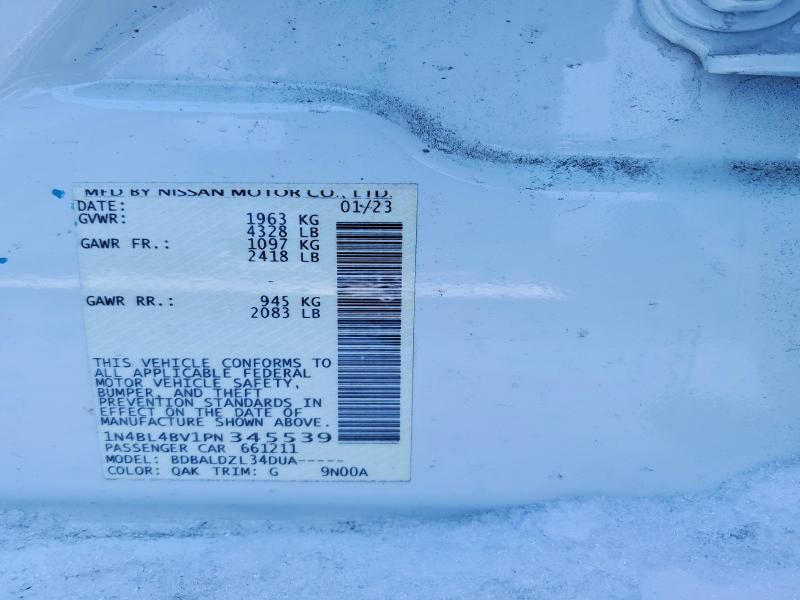 MFD BY NISSAN MOTOR CO., LTD.
DATE: 01/23
GVWR: 1963 KG
4328 LB
GAWR FR.: 1097 KG
2418 LB
GAWR RR.: 945 KG
2083 LB
THIS VEHICLE CONFORMS TO
ALL APPLICABLE FEDERAL
MOTOR VEHICLE SAFETY,
BUMPER, AND THEFT
PREVENTION STANDARDS IN
EFFECT ON THE DATE OF
MANUFACTURE SHOWN ABOVE.
1N4BL4BV1PN345539
PASSENGER CAR 661211
MODEL: BDBALDZL34DUA-----
COLOR: QAK TRIM: G 9N00A